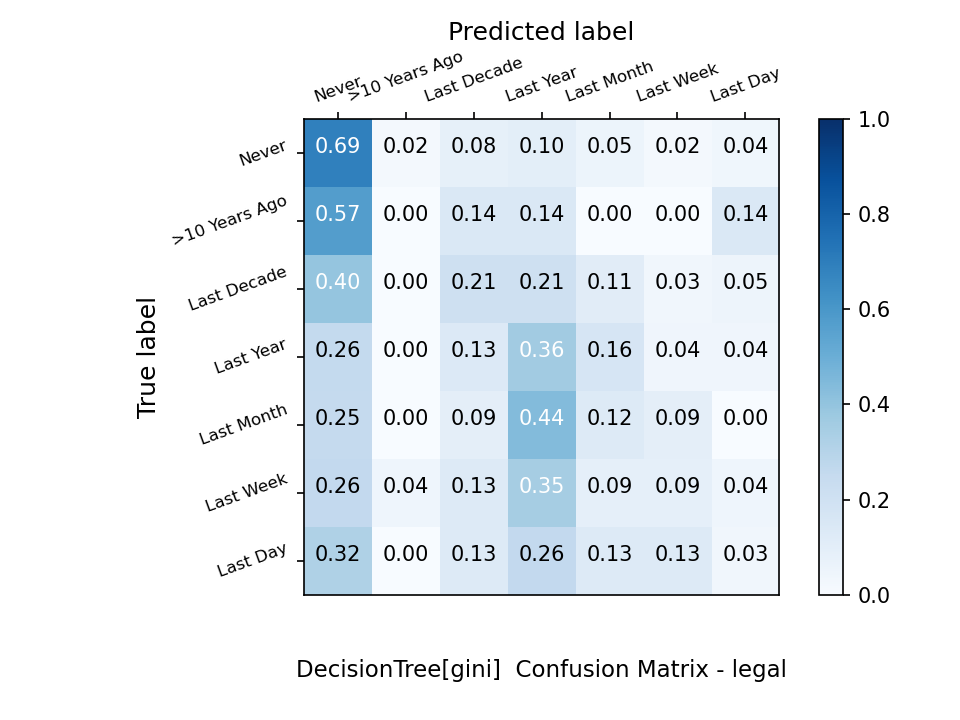 Predicted label
Never >10 Years Ago Last Decade Last Year Last Month Last Week Last Day
Never 0.69 0.02 0.08 0.10 0.05 0.02 0.04
>10 Years Ago 0.57 0.00 0.14 0.14 0.00 0.00 0.14
Last Decade 0.40 0.00 0.21 0.21 0.11 0.03 0.05
Last Year 0.26 0.00 0.13 0.36 0.16 0.04 0.04
Last Month 0.25 0.00 0.09 0.44 0.12 0.09 0.00
Last Week 0.26 0.04 0.13 0.35 0.09 0.09 0.04
Last Day 0.32 0.00 0.13 0.26 0.13 0.13 0.03
True label
1.0
0.8
0.6
0.4
0.2
0.0
DecisionTree[gini]  Confusion Matrix - legal